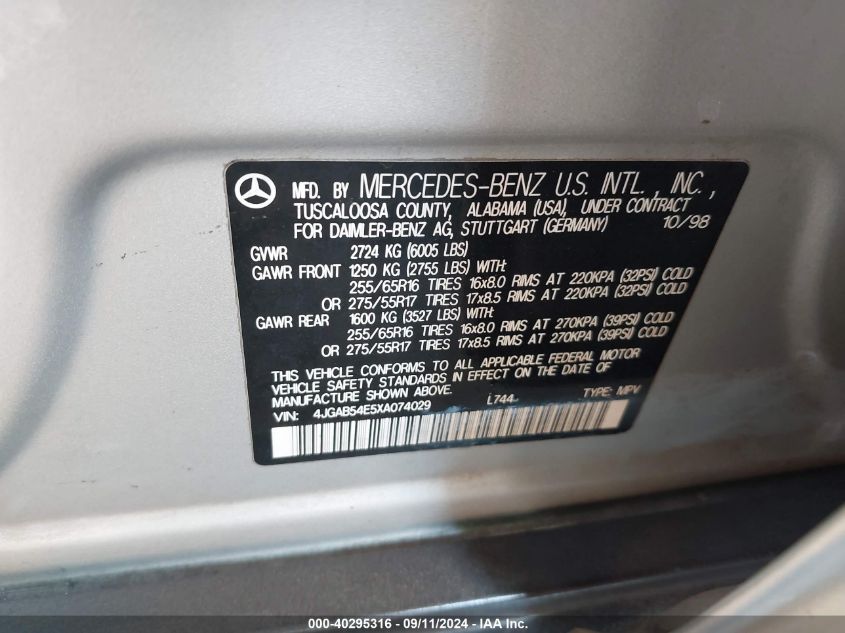 MFD. BY MERCEDES-BENZ U.S. INTL., INC.,
TUSCALOOSA COUNTY, ALABAMA (USA), UNDER CONTRACT
FOR DAIMLER-BENZ AG, STUTTGART (GERMANY) 10/98
GVWR 2724 KG (6005 LBS)
GAWR FRONT 1250 KG (2755 LBS) WITH:
255/65R16 TIRES 16x8.0 RIMS AT 220KPA (32PSI) COLD
OR 275/55R17 TIRES 17x8.5 RIMS AT 220KPA (32PSI) COLD
GAWR REAR 1600 KG (3527 LBS) WITH:
255/65R16 TIRES 16x8.0 RIMS AT 270KPA (39PSI) COLD
OR 275/55R17 TIRES 17x8.5 RIMS AT 270KPA (39PSI) COLD
THIS VEHICLE CONFORMS TO ALL APPLICABLE FEDERAL MOTOR
VEHICLE SAFETY STANDARDS IN EFFECT ON THE DATE OF
MANUFACTURE SHOWN ABOVE.
VIN: 4JGAB54E5XA074029 L744 TYPE: MPV
000-40295316 - 09/11/2024 - IAA Inc.